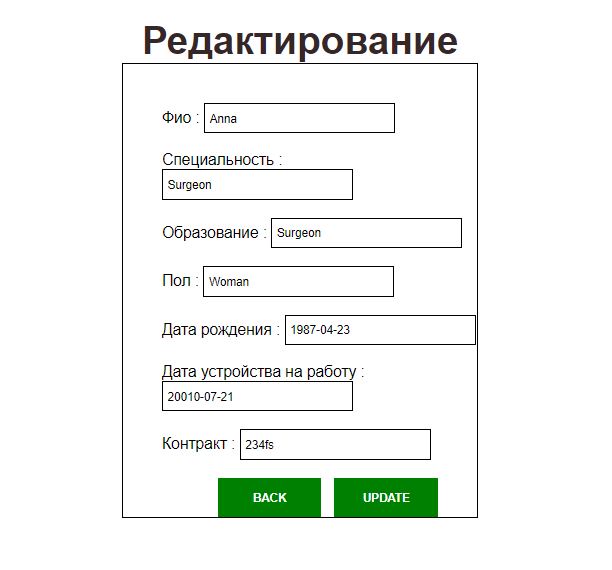 Редактирование
Фио : Anna
Специальность :
Surgeon
Образование : Surgeon
Пол : Woman
Дата рождения : 1987-04-23
Дата устройства на работу :
20010-07-21
Контракт : 234fs
BACK UPDATE